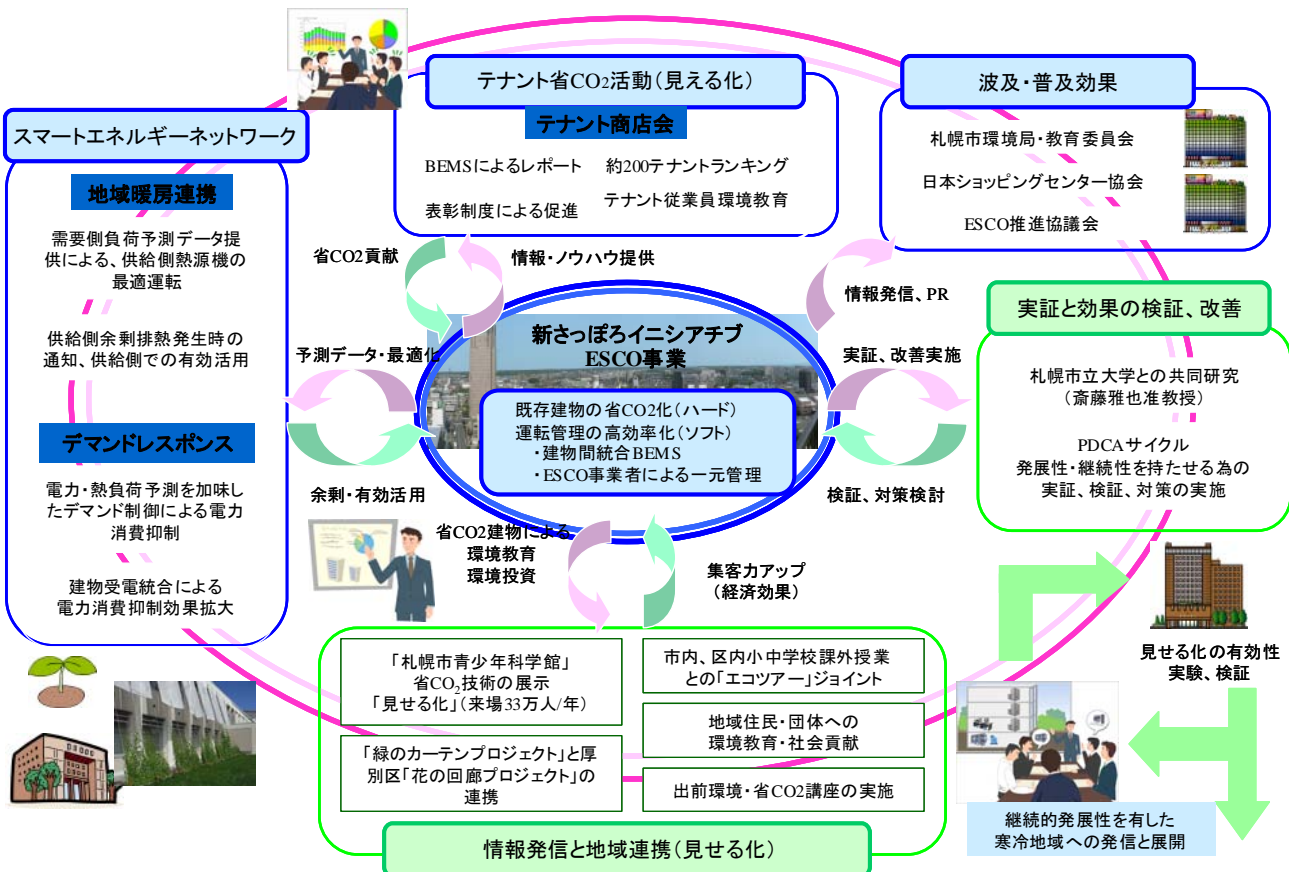 テナント省CO2活動(見える化)
テナント商店会
BEMSによるレポート
約200テナントランキング
表彰制度による促進
テナント従業員環境教育
波及・普及効果
札幌市環境局・教育委員会
日本ショッピングセンター協会
ESCO推進協議会
スマートエネルギーネットワーク
地域暖房連携
需要側負荷予測データ提
供による、供給側熱源機の
最適運転
供給側余剰排熱発生時の
通知、供給側での有効活用
デマンドレスポンス
電力・熱負荷予測を加味し
たデマンド制御による電力
消費抑制
建物受電統合による
電力消費抑制効果拡大
省CO2貢献
情報・ノウハウ提供
情報発信、PR
予測データ・最適化
余剰・有効活用
新さっぽろイニシアチブ
ESCO事業
既存建物の省CO2化(ハード)
運転管理の高効率化(ソフト)
・建物間統合BEMS
・ESCO事業者による一元管理
実証、改善実施
検証、対策検討
実証と効果の検証、改善
札幌市立大学との共同研究
(斎藤雅也准教授)
PDCAサイクル
発展性・継続性を持たせる為の
実証、検証、対策の実施
省CO2建物による
環境教育
環境投資
集客力アップ
(経済効果)
「札幌市青少年科学館」
省CO2技術の展示
「見せる化」(来場33万人/年)
「緑のカーテンプロジェクト」と厚
別区「花の回廊プロジェクト」の
連携
市内、区内小中学校課外授業
との「エコツアー」ジョイント
地域住民・団体への
環境教育・社会貢献
出前環境・省CO2講座の実施
情報発信と地域連携(見せる化)
見せる化の有効性
実験、検証
継続的発展性を有した
寒冷地域への発信と展開